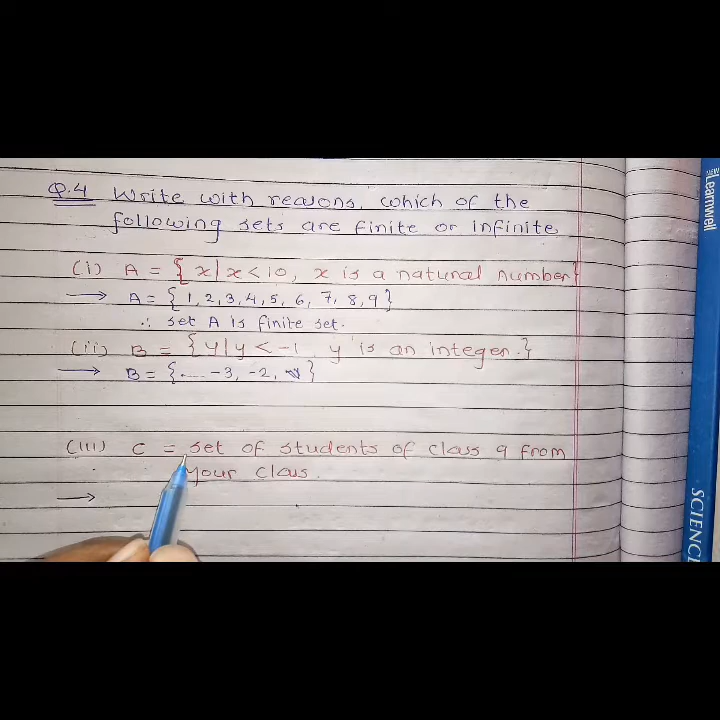 Q.4 Write with reasons, which of the
following sets are finite or infinite
(i) A = { x | x < 10, x is a natural number}
→ A = { 1, 2, 3, 4, 5, 6, 7, 8, 9 }
∴ set A is finite set.
(ii) B = { y | y < -1 y is an integer. }
→ B = { .... -3, -2, }
(iii) C = set of students of class 9 from
your class.
→
NEW
Learnwell
SCIENC